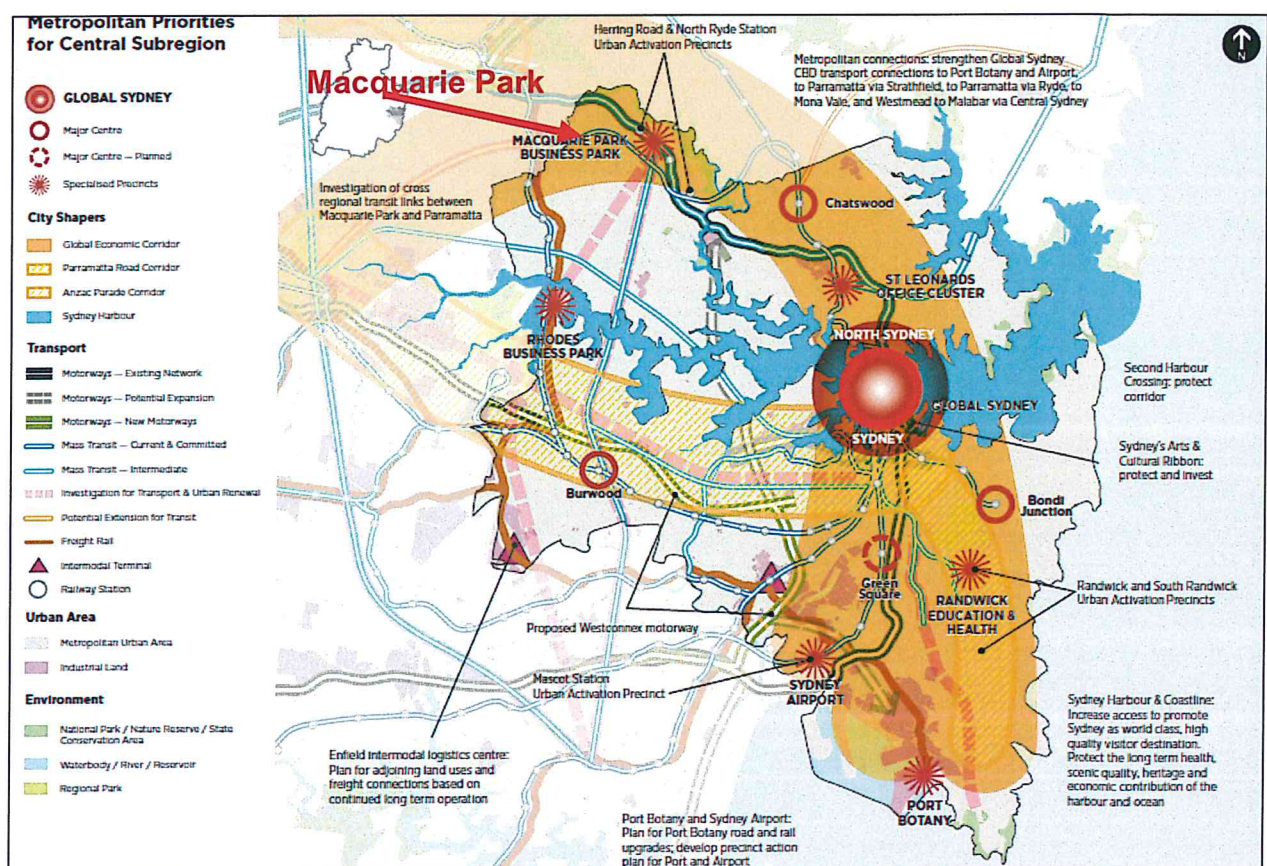 Metropolitan Priorities
for Central Subregion
GLOBAL SYDNEY
Major Centre
Major Centre — Planned
Specialised Precincts
City Shapers
Global Economic Corridor
Parramatta Road Corridor
Anzac Parade Corridor
Sydney Harbour
Transport
Motorways — Existing Network
Motorways — Potential Expansion
Motorways — New Motorways
Mass Transit — Current & Committed
Mass Transit — Intermediate
Investigation for Transport & Urban Renewal
Potential Extension for Transit
Freight Rail
Intermodal Terminal
Railway Station
Urban Area
Metropolitan Urban Area
Industrial Land
Environment
National Park / Nature Reserve / State
Conservation Area
Waterbody / River / Reservoir
Regional Park
Herring Road & North Ryde Station
Urban Activation Precincts
Macquarie Park
Metropolitan connections: strengthen Global Sydney
CBD transport connections to Port Botany and Airport,
to Parramatta via Strathfield, to Parramatta via Ryde, to
Mona Vale, and Westmead to Malabar via Central Sydney
N
MACQUARIE PARK
BUSINESS PARK
Investigation of cross
regional transit links between
Macquarie Park and Parramatta
Chatswood
ST LEONARDS
OFFICE CLUSTER
RHODES
BUSINESS PARK
NORTH SYDNEY
GLOBAL SYDNEY
SYDNEY
Second Harbour
Crossing: protect
corridor
Sydney's Arts &
Cultural Ribbon:
protect and invest
Burwood
Bondi
Junction
Green
Square
RANDWICK
EDUCATION &
HEALTH
Randwick and South Randwick
Urban Activation Precincts
Proposed Westconnex motorway
Mascot Station
Urban Activation Precinct
SYDNEY
AIRPORT
Enfield intermodal logistics centre:
Plan for adjoining land uses and
freight connections based on
continued long term operation
Sydney Harbour & Coastline:
Increase access to promote
Sydney as world class, high
quality visitor destination.
Protect the long term health,
scenic quality, heritage and
economic contribution of the
harbour and ocean
PORT
BOTANY
Port Botany and Sydney Airport:
Plan for Port Botany road and rail
upgrades; develop precinct action
plan for Port and Airport